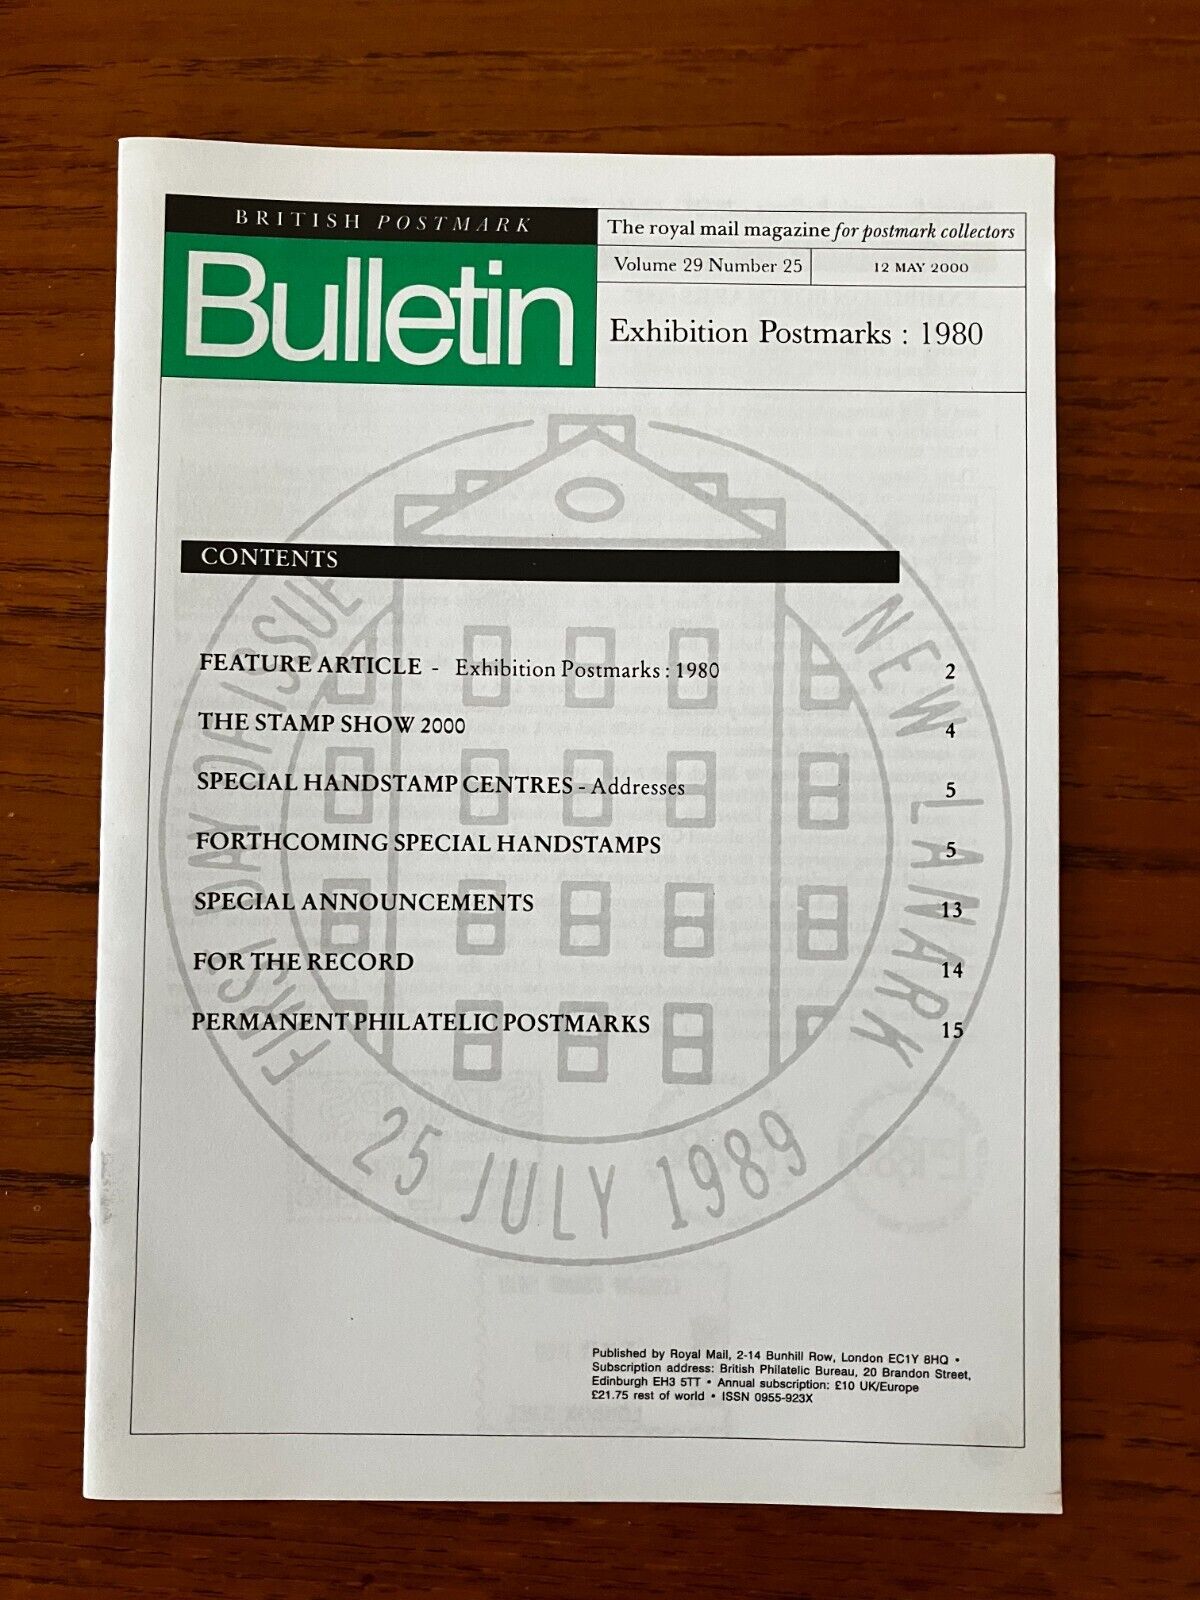 BRITISH POSTMARK
Bulletin
The royal mail magazine for postmark collectors
Volume 29 Number 25
12 MAY 2000
Exhibition Postmarks : 1980
CONTENTS
FEATURE ARTICLE - Exhibition Postmarks : 1980 2
THE STAMP SHOW 2000 4
SPECIAL HANDSTAMP CENTRES - Addresses 5
FORTHCOMING SPECIAL HANDSTAMPS 5
SPECIAL ANNOUNCEMENTS 13
FOR THE RECORD 14
PERMANENT PHILATELIC POSTMARKS 15
FIRST DAY OF ISSUE
NEW LANARK
25 JULY 1989
Published by Royal Mail, 2-14 Bunhill Row, London EC1Y 8HQ •
Subscription address: British Philatelic Bureau, 20 Brandon Street,
Edinburgh EH3 5TT • Annual subscription: £10 UK/Europe
£21.75 rest of world • ISSN 0955-923X